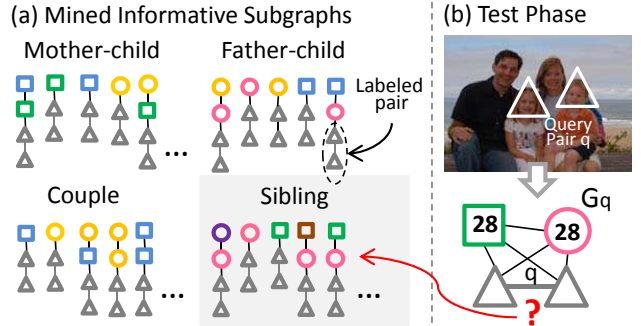 (a) Mined Informative Subgraphs
Mother-child
Father-child
Labeled
pair
...
Couple
Sibling
...
...
(b) Test Phase
Query
Pair q
Gq
28
28
q
?